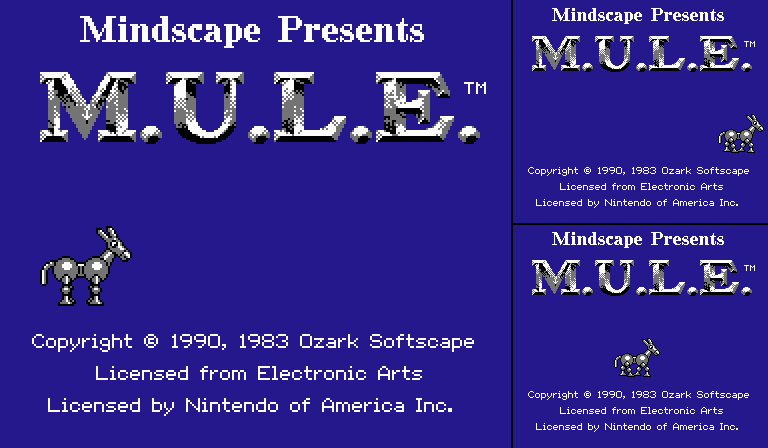 Mindscape Presents
M.U.L.E.™
Copyright © 1990, 1983 Ozark Softscape
Licensed from Electronic Arts
Licensed by Nintendo of America Inc.
Mindscape Presents
M.U.L.E.™
Copyright © 1990, 1983 Ozark Softscape
Licensed from Electronic Arts
Licensed by Nintendo of America Inc.
Mindscape Presents
M.U.L.E.™
Copyright © 1990, 1983 Ozark Softscape
Licensed from Electronic Arts
Licensed by Nintendo of America Inc.